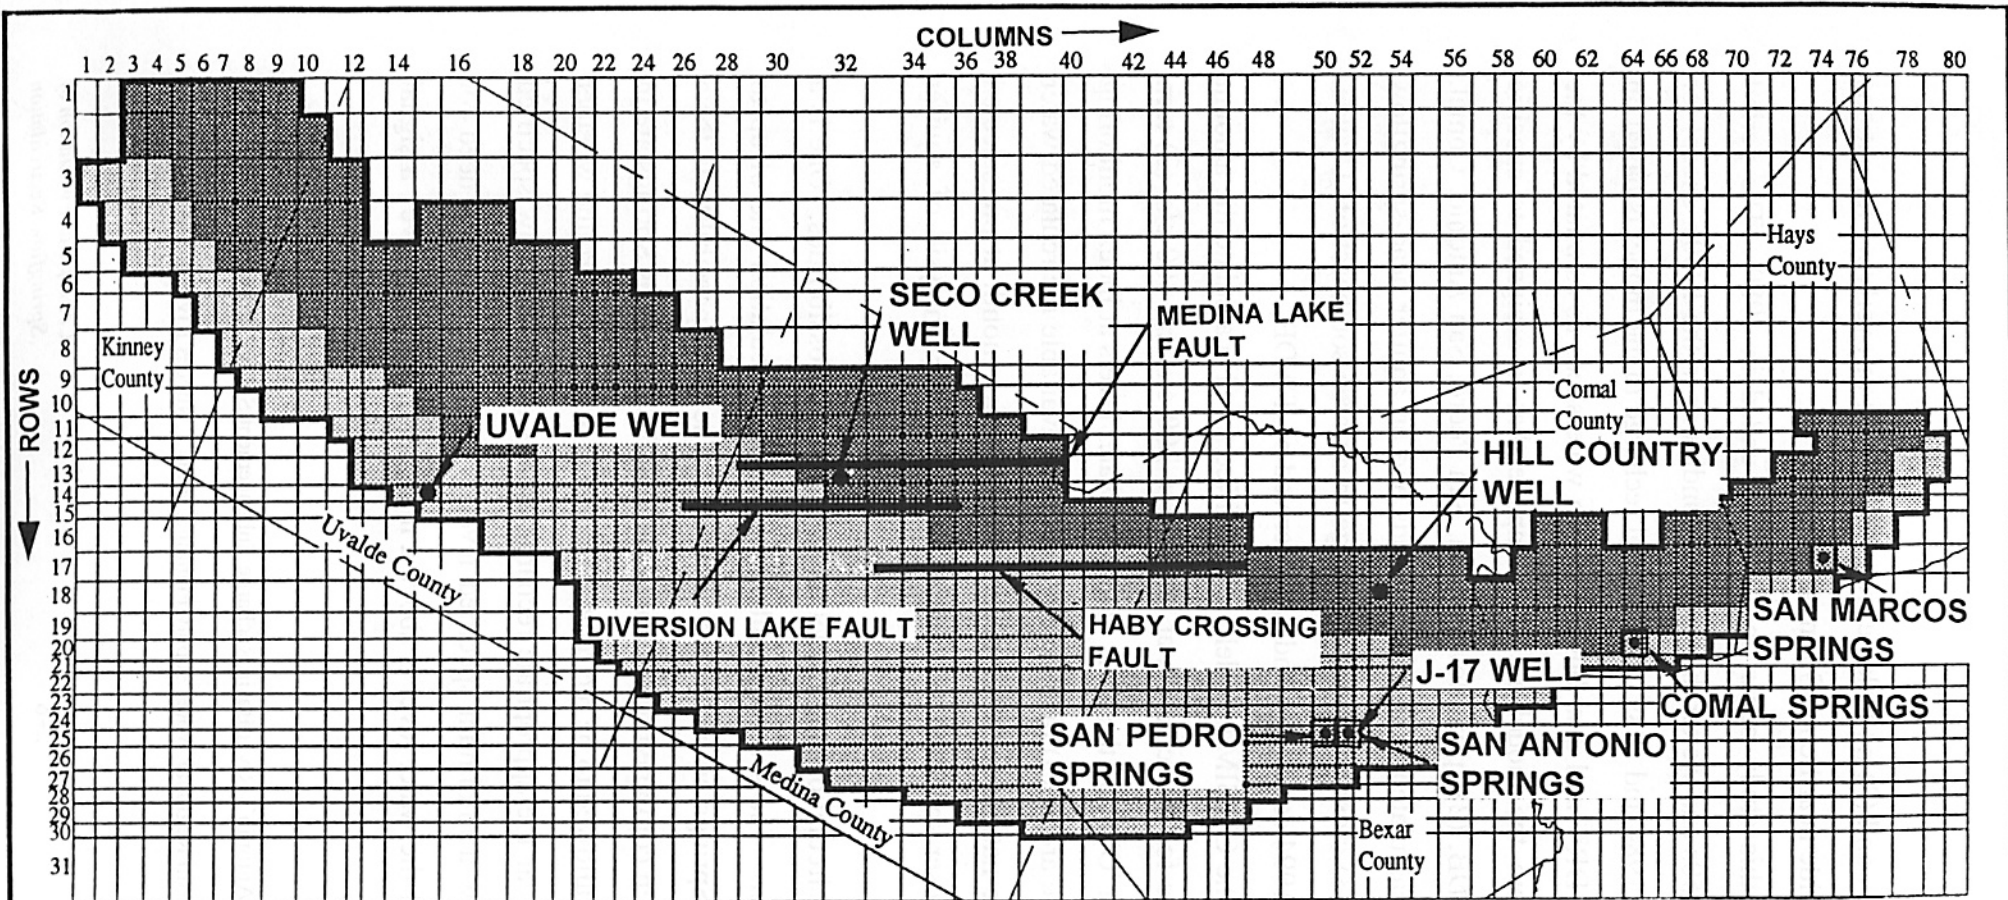 COLUMNS
1 2 3 4 5 6 7 8 9 10 12 14 16 18 20 22 24 26 28 30 32 34 36 38 40 42 44 46 48 50 52 54 56 58 60 62 64 66 68 70 72 74 76 78 80
ROWS
1
2
3
4
5
6
7
8
9
10
11
12
13
14
15
16
17
18
19
20
21
22
23
24
25
26
27
28
29
30
31
Hays
County
SECO CREEK
WELL
MEDINA LAKE
FAULT
Kinney
County
Comal
County
UVALDE WELL
HILL COUNTRY
WELL
Uvalde County
DIVERSION LAKE FAULT
HABY CROSSING
FAULT
SAN MARCOS
SPRINGS
J-17 WELL
COMAL SPRINGS
SAN PEDRO
SPRINGS
SAN ANTONIO
SPRINGS
Medina County
Bexar
County